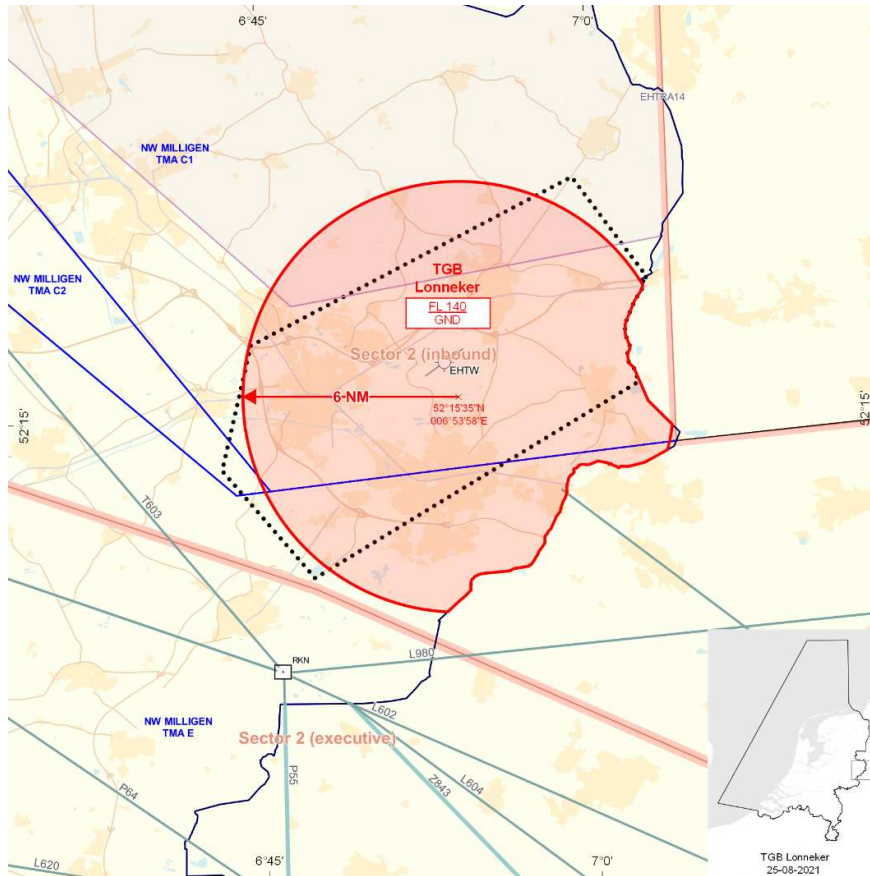 6°45'
7°0'
EHTRA14
NW MILLIGEN
TMA C1
NW MILLIGEN
TMA C2
TGB
Lonneker
FL 140
GND
Sector 2 (inbound)
EHTW
6 NM
52°15'35"N
006°53'58"E
52°15'
52°15'
T603
RKN
L980
L602
NW MILLIGEN
TMA E
Sector 2 (executive)
P55
Z843
L604
P64
L620
6°45'
7°0'
TGB Lonneker
25-08-2021